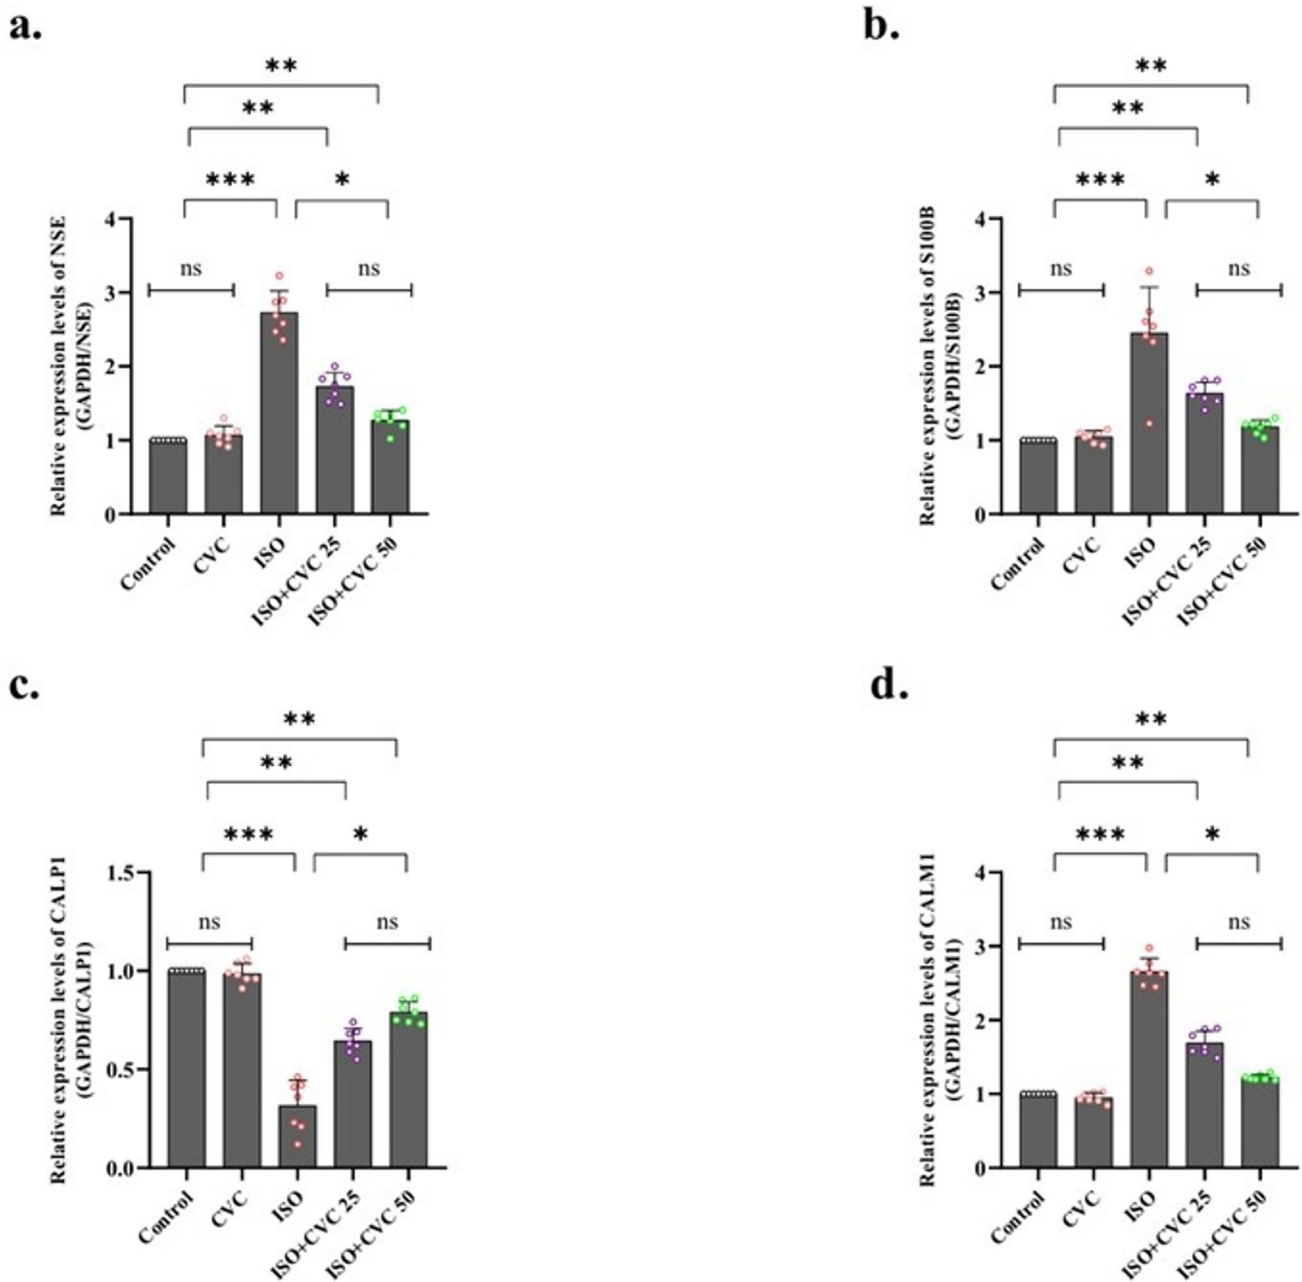 a.
**
**
***
*
Relative expression levels of NSE
(GAPDH/NSE)
4
3
2
1
0
ns
ns
Control
CVC
ISO
ISO+CVC 25
ISO+CVC 50
b.
**
**
***
*
Relative expression levels of S100B
(GAPDH/S100B)
4
3
2
1
0
ns
ns
Control
CVC
ISO
ISO+CVC 25
ISO+CVC 50
c.
**
**
***
*
Relative expression levels of CALP1
(GAPDH/CALP1)
1.5
1.0
0.5
0.0
ns
ns
Control
CVC
ISO
ISO+CVC 25
ISO+CVC 50
d.
**
**
***
*
Relative expression levels of CALM1
(GAPDH/CALM1)
4
3
2
1
0
ns
ns
Control
CVC
ISO
ISO+CVC 25
ISO+CVC 50